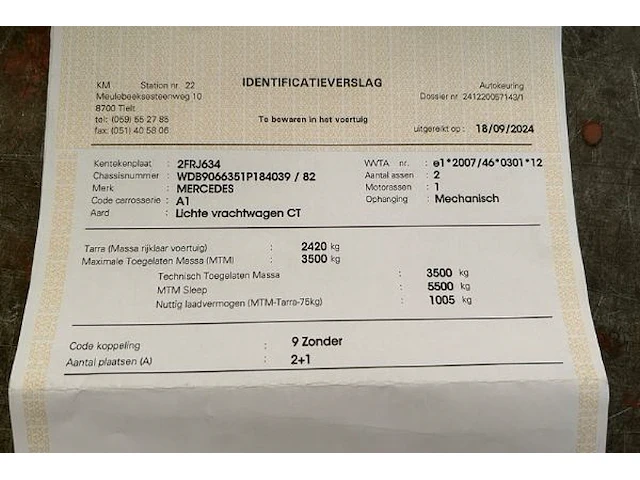 IDENTIFICATIEVERSLAG
KM Station nr. 22
Meulebeeksesteenweg 10
8700 Tielt
tel: (059) 55 27 85
fax: (051) 40 58 06
Te bewaren in het voertuig
Autokeuring
Dossier nr 241220057143/1
uitgereikt op : 18/09/2024
Kentekenplaat : 2FRJ634
Chassisnummer : WDB9066351P184039 / 82
Merk : MERCEDES
Code carrosserie : A1
Aard : Lichte vrachtwagen CT
WVTA nr. : e1*2007/46*0301*12
Aantal assen : 2
Motorassen : 1
Ophanging : Mechanisch
Tarra (Massa rijklaar voertuig) : 2420 kg
Maximale Toegelaten Massa (MTM) : 3500 kg
Technisch Toegelaten Massa : 3500 kg
MTM Sleep : 5500 kg
Nuttig laadvermogen (MTM-Tarra-75kg) : 1005 kg
Code koppeling : 9 Zonder
Aantal plaatsen (A) : 2+1